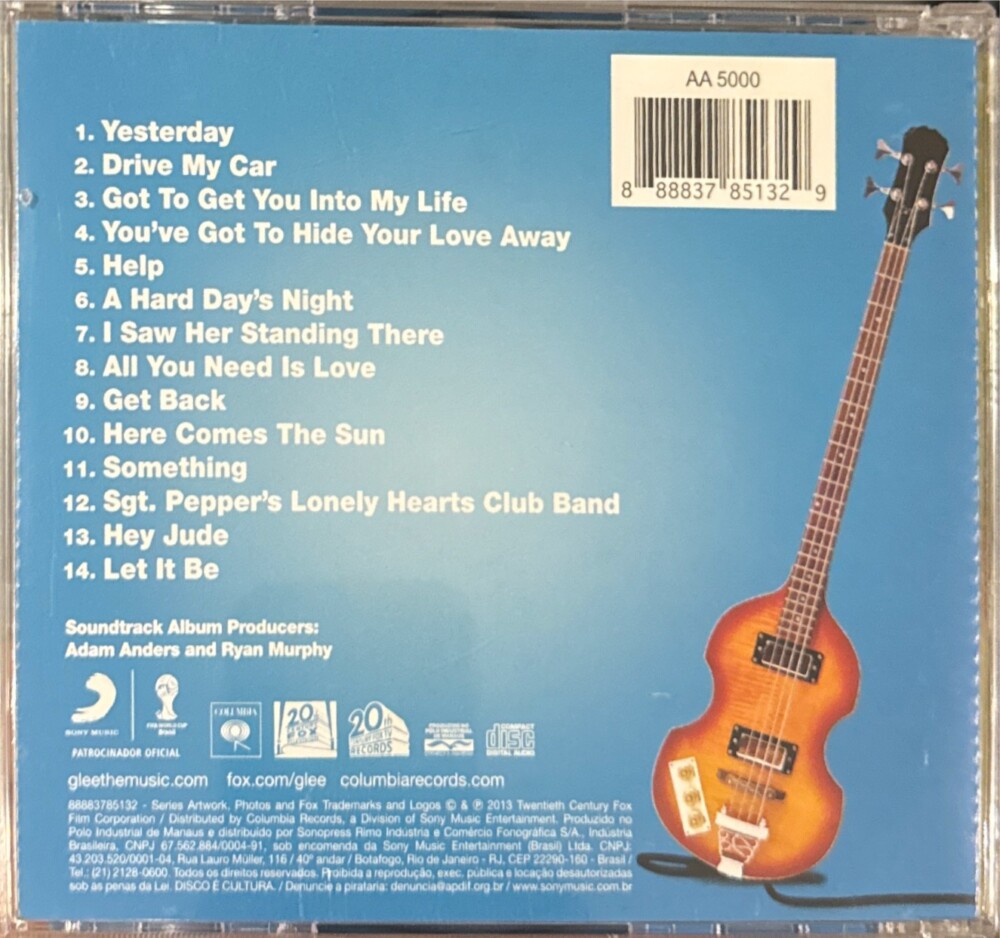 AA 5000
8 88837 85132 9
1. Yesterday
2. Drive My Car
3. Got To Get You Into My Life
4. You've Got To Hide Your Love Away
5. Help
6. A Hard Day's Night
7. I Saw Her Standing There
8. All You Need Is Love
9. Get Back
10. Here Comes The Sun
11. Something
12. Sgt. Pepper's Lonely Hearts Club Band
13. Hey Jude
14. Let It Be
Soundtrack Album Producers:
Adam Anders and Ryan Murphy
SONY MUSIC
PATROCINADOR OFICIAL
COLUMBIA
20th
RECORDS
COMPACT
disc
DIGITAL AUDIO
gleethemusic.com fox.com/glee columbiarecords.com
88883785132 - Series Artwork, Photos and Fox Trademarks and Logos © & ℗ 2013 Twentieth Century Fox
Film Corporation / Distributed by Columbia Records, a Division of Sony Music Entertainment. Produzido no
Polo Industrial de Manaus e distribuido por Sonopress Rimo Indústria e Comércio Fonográfica S/A., Indústria
Brasileira, CNPJ 67.562.884/0004-91, sob encomenda da Sony Music Entertainment (Brasil) Ltda. CNPJ:
43.203.520/0001-04, Rua Lauro Müller, 116 / 40º andar / Botafogo, Rio de Janeiro - RJ, CEP 22290-160 - Brasil /
Tel.: (21) 2128-0600. Todos os direitos reservados. Proibida a reprodução, exec. pública e locação desautorizadas
sob as penas da Lei. DISCO É CULTURA. / Denuncie a pirataria: denuncia@apdif.org.br / www.sonymusic.com.br